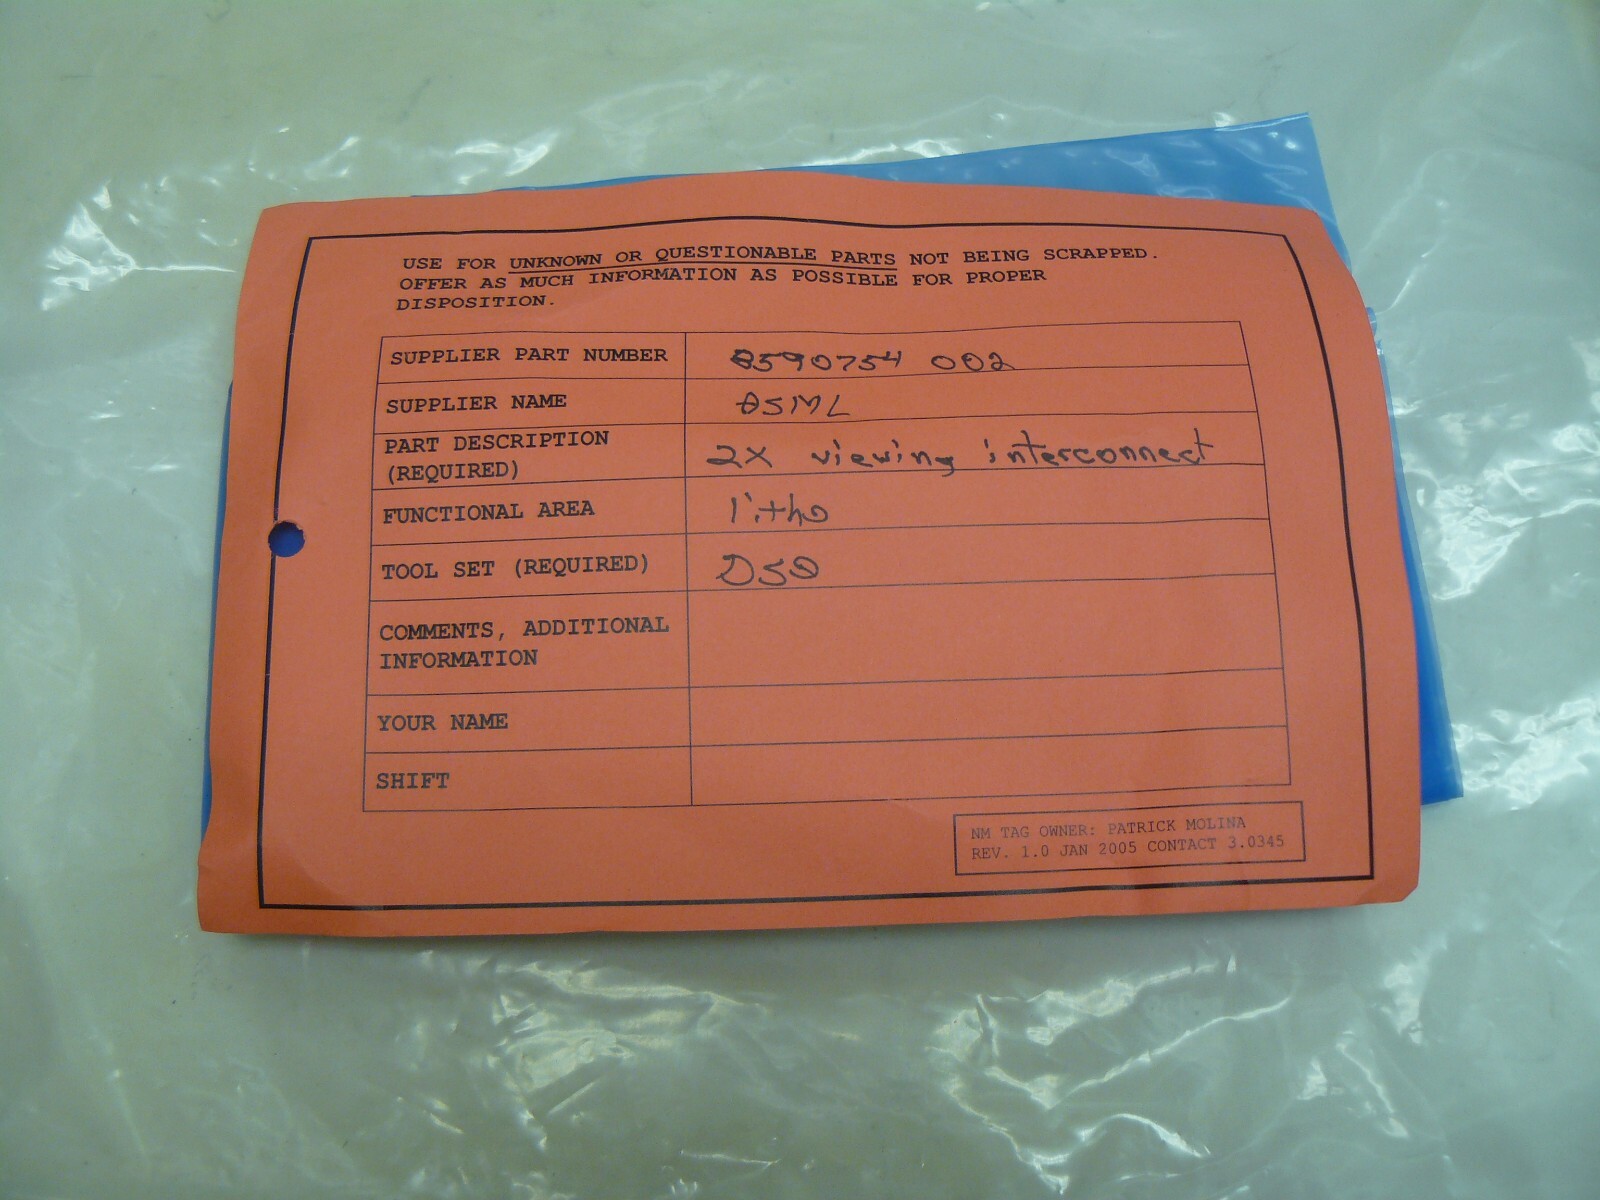 USE FOR UNKNOWN OR QUESTIONABLE PARTS NOT BEING SCRAPPED.
OFFER AS MUCH INFORMATION AS POSSIBLE FOR PROPER
DISPOSITION.
SUPPLIER PART NUMBER 8590754 002
SUPPLIER NAME ASML
PART DESCRIPTION
(REQUIRED) 2X viewing interconnect
FUNCTIONAL AREA litho
TOOL SET (REQUIRED)
COMMENTS, ADDITIONAL
INFORMATION
YOUR NAME
SHIFT
NM TAG OWNER: PATRICK MOLINA
REV. 1.0 JAN 2005 CONTACT 3.0345